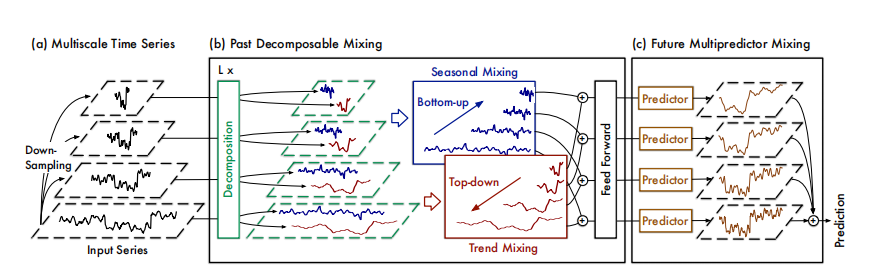 (a) Multiscale Time Series
(b) Past Decomposable Mixing
(c) Future Multipredictor Mixing
Down-
Sampling
Input Series
L x
Decomposition
Seasonal Mixing
Bottom-up
Top-down
Trend Mixing
Feed Forward
Predictor
Predictor
Predictor
Predictor
Prediction